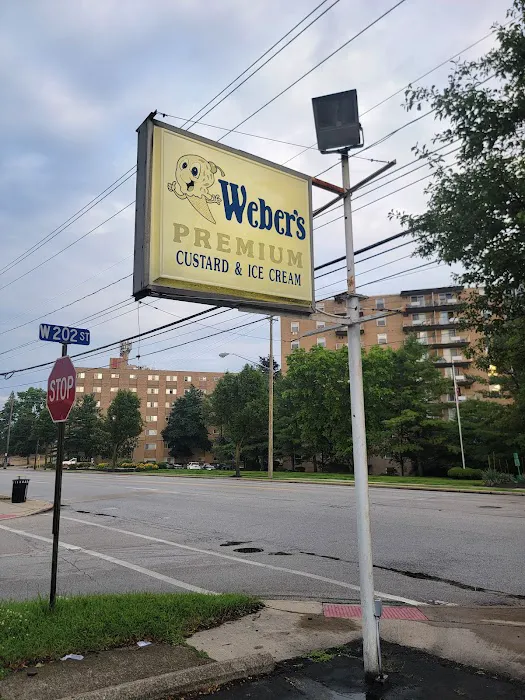 Weber's
PREMIUM
CUSTARD & ICE CREAM
W 202 ST
STOP